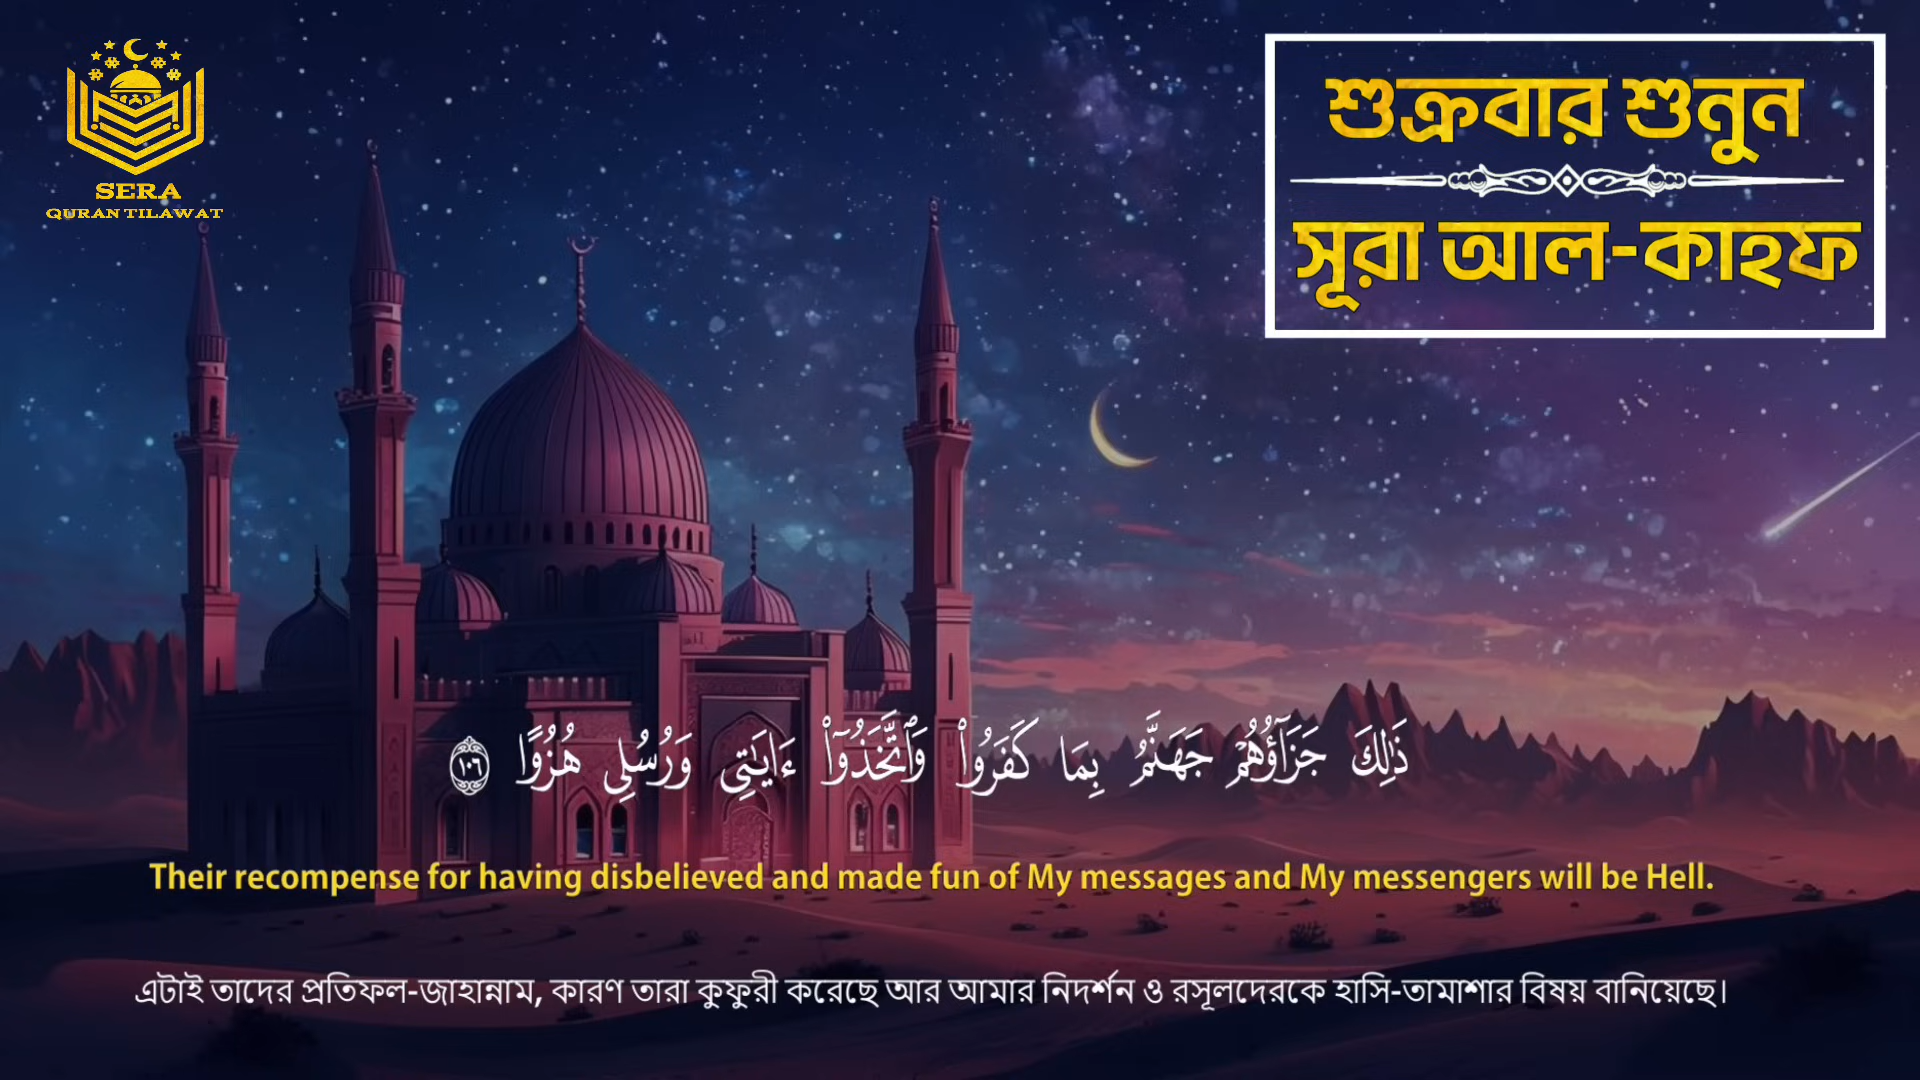 SERA
QURAN TILAWAT
শুক্রবার শুনুন
সূরা আল-কাহফ
ذَٰلِكَ جَزَآؤُهُمْ جَهَنَّمُ بِمَا كَفَرُوا۟ وَٱتَّخَذُوٓا۟ ءَايَـٰتِى وَرُسُلِى هُزُوًا ١٠٦
Their recompense for having disbelieved and made fun of My messages and My messengers will be Hell.
এটাই তাদের প্রতিফল-জাহান্নাম, কারণ তারা কুফুরী করেছে আর আমার নিদর্শন ও রসূলদেরকে হাসি-তামাশার বিষয় বানিয়েছে।